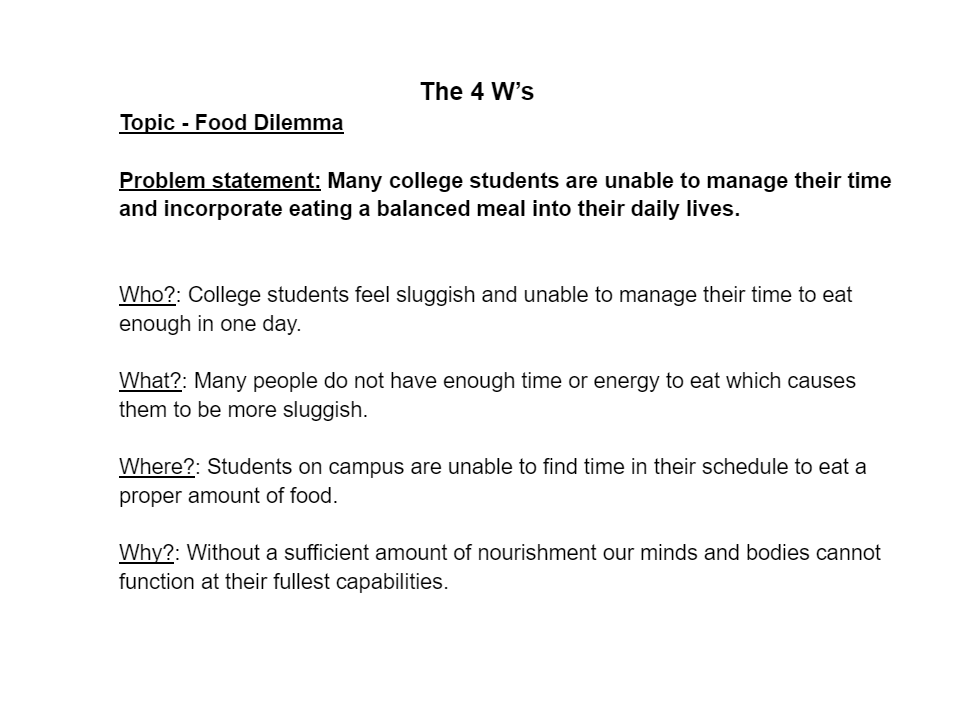 The 4 W’s
Topic - Food Dilemma
Problem statement: Many college students are unable to manage their time
and incorporate eating a balanced meal into their daily lives.
Who?: College students feel sluggish and unable to manage their time to eat
enough in one day.
What?: Many people do not have enough time or energy to eat which causes
them to be more sluggish.
Where?: Students on campus are unable to find time in their schedule to eat a
proper amount of food.
Why?: Without a sufficient amount of nourishment our minds and bodies cannot
function at their fullest capabilities.